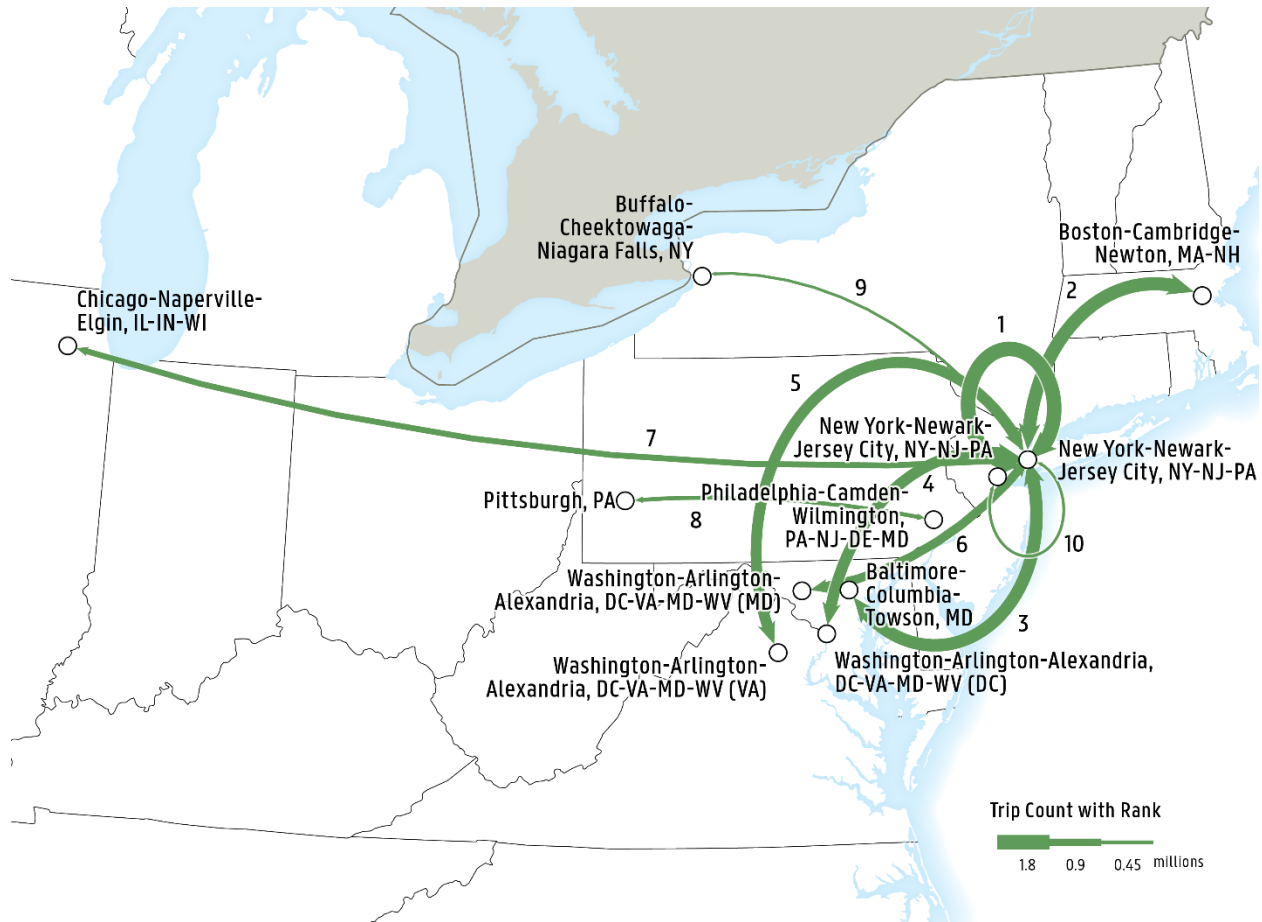 Buffalo-
Cheektowaga-
Niagara Falls, NY
Boston-Cambridge-
Newton, MA-NH
9
2
Chicago-Naperville-
Elgin, IL-IN-WI
1
5
New York-Newark-
Jersey City, NY-NJ-PA
7
New York-Newark-
Jersey City, NY-NJ-PA
Pittsburgh, PA
8
Philadelphia-Camden-
Wilmington,
PA-NJ-DE-MD
4
6
10
Washington-Arlington-
Alexandria, DC-VA-MD-WV (MD)
Baltimore-
Columbia-
Towson, MD
3
Washington-Arlington-
Alexandria, DC-VA-MD-WV (VA)
Washington-Arlington-Alexandria,
DC-VA-MD-WV (DC)
Trip Count with Rank
1.8 0.9 0.45 millions